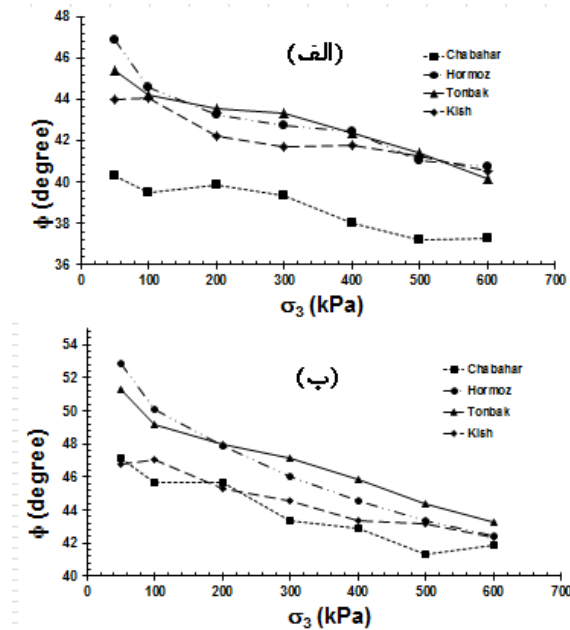 48
46
44
42
40
38
36
ϕ (degree)
(الف)
Chabahar
Hormoz
Tonbak
Kish
0 100 200 300 400 500 600 700
σ3 (kPa)
54
52
50
48
46
44
42
40
ϕ (degree)
(ب)
Chabahar
Hormoz
Tonbak
Kish
0 100 200 300 400 500 600 700
σ3 (kPa)